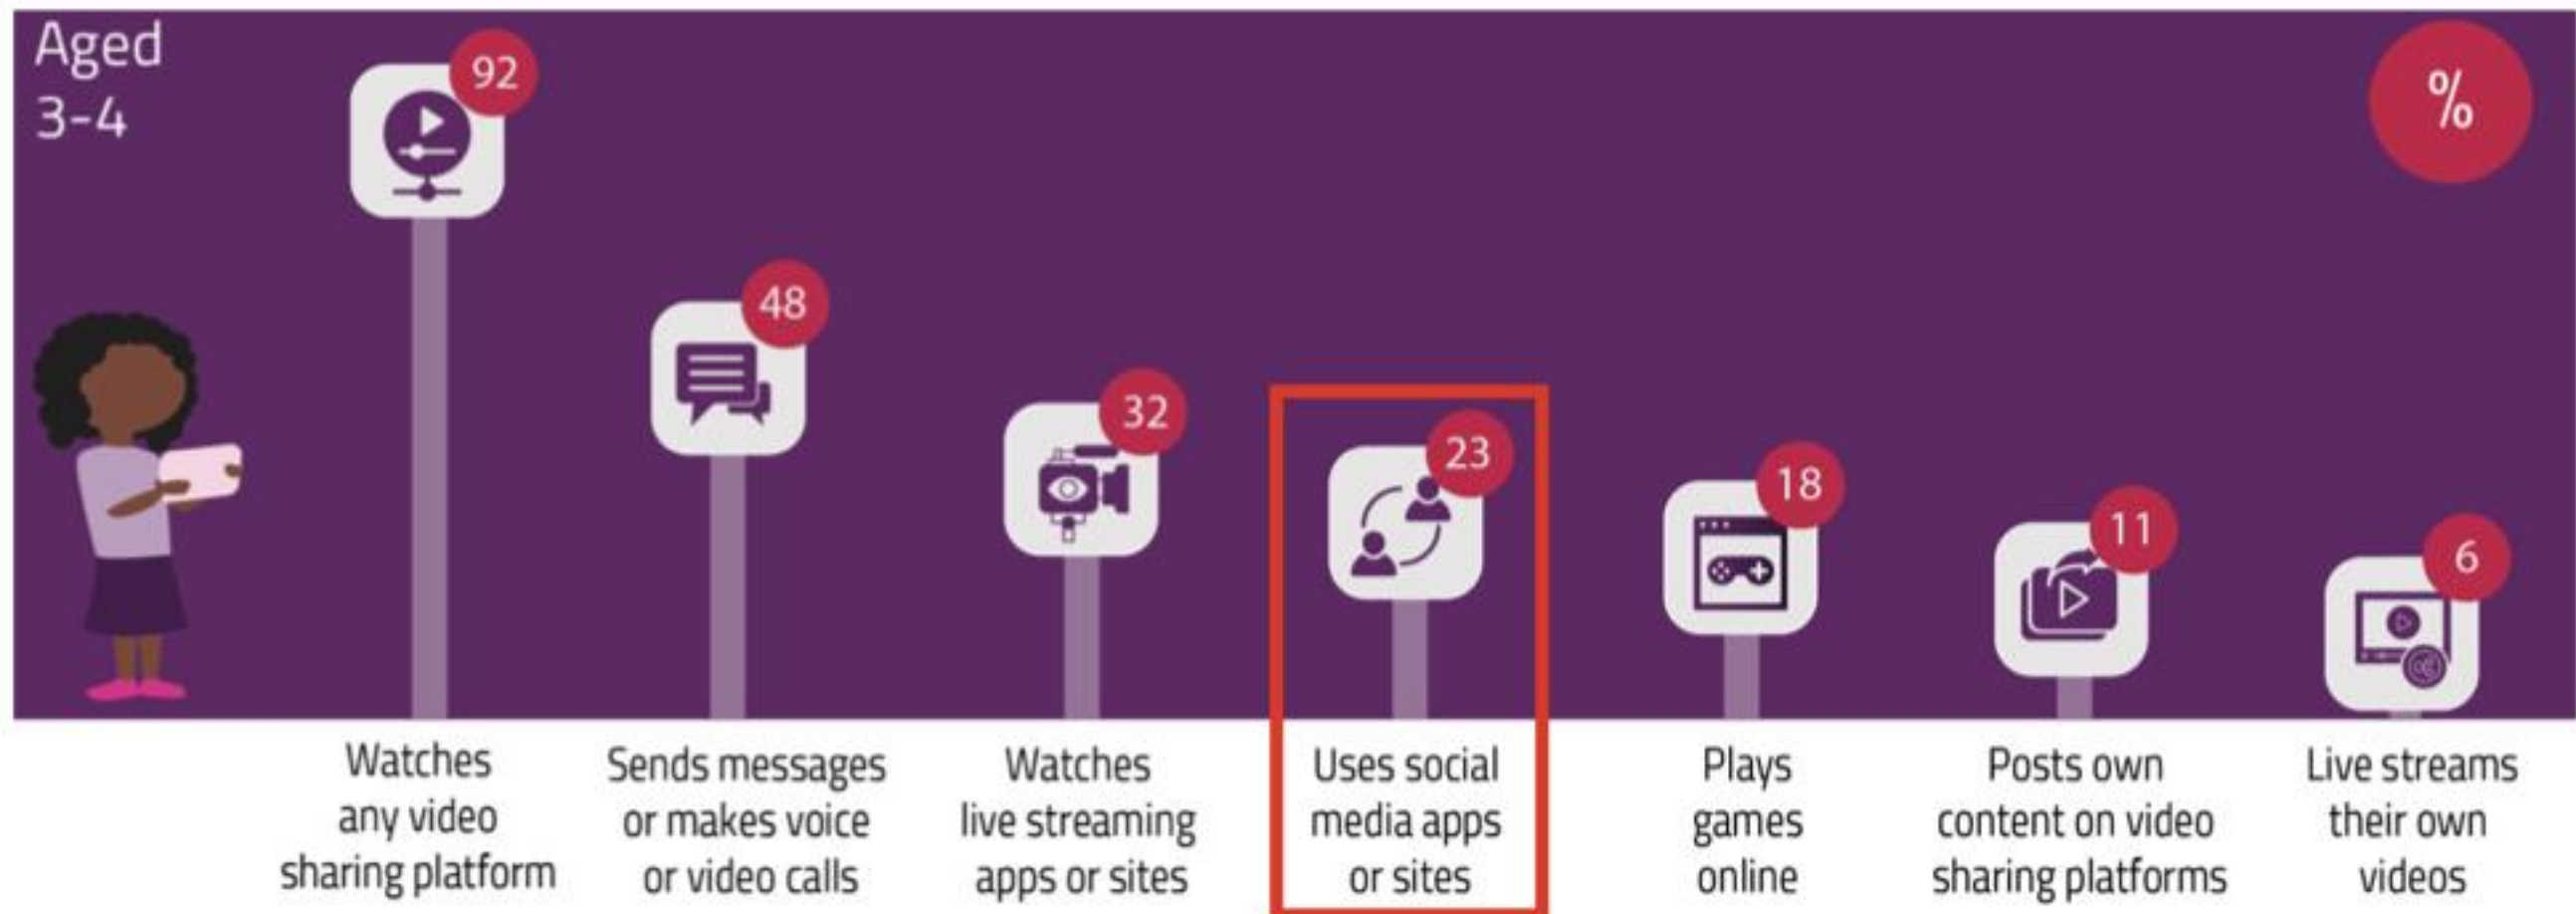 Aged
3-4
%
92
48
32
23
18
11
6
Watches
any video
sharing platform
Sends messages
or makes voice
or video calls
Watches
live streaming
apps or sites
Uses social
media apps
or sites
Plays
games
online
Posts own
content on video
sharing platforms
Live streams
their own
videos